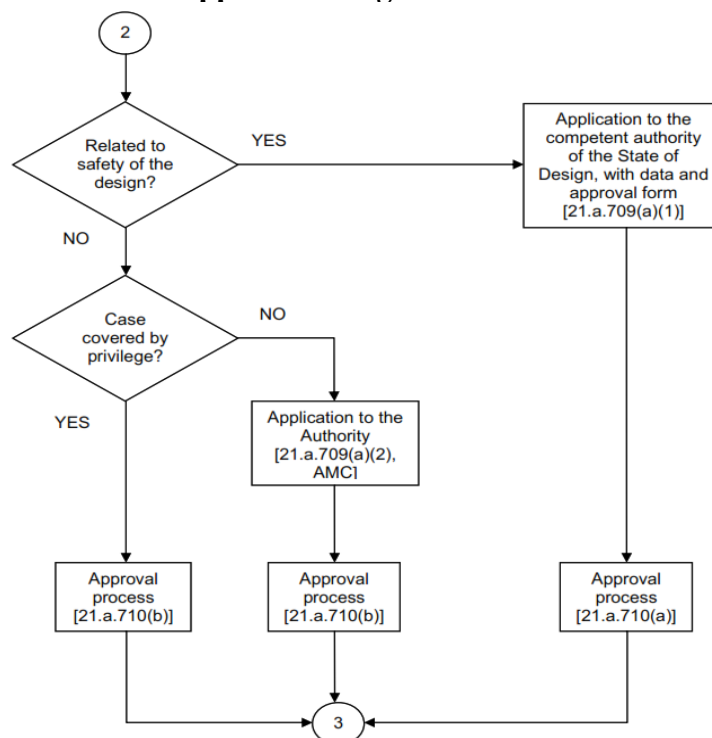 2
Related to
safety of the
design?
YES
Application to the
competent authority
of the State of
Design, with data and
approval form
[21.a.709(a)(1)]
NO
Case
covered by
privilege?
NO
YES
Application to the
Authority
[21.a.709(a)(2),
AMC]
Approval
process
[21.a.710(b)]
Approval
process
[21.a.710(b)]
Approval
process
[21.a.710(a)]
3